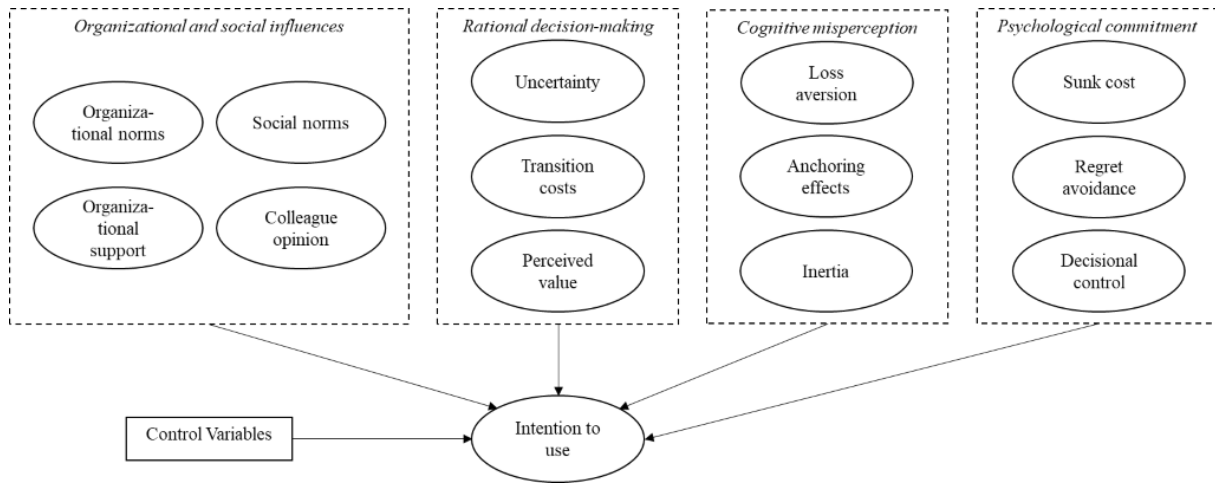 Organizational and social influences
Organiza-
tional norms
Social norms
Organiza-
tional
support
Colleague
opinion
Rational decision-making
Uncertainty
Transition
costs
Perceived
value
Cognitive misperception
Loss
aversion
Anchoring
effects
Inertia
Psychological commitment
Sunk cost
Regret
avoidance
Decisional
control
Control Variables
Intention to
use